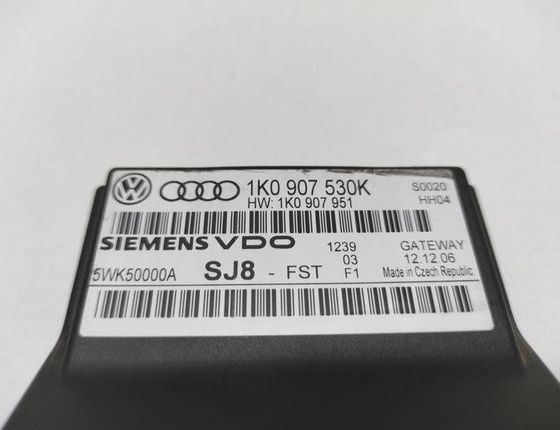 1K0 907 530K S0020
HW: 1K0 907 951 HH04
SIEMENS VDO 1239 GATEWAY
03 12.12.06
5WK50000A SJ8 - FST F1 Made in Czech Republic